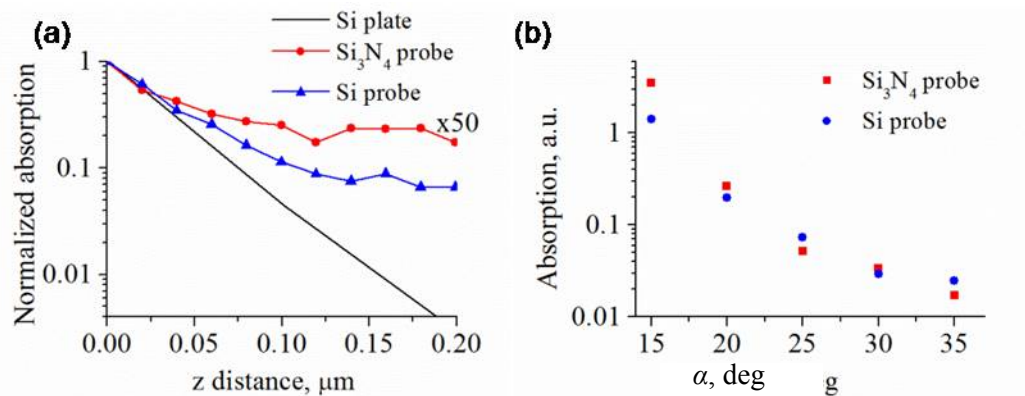 (a)
Si plate
Si₃N₄ probe
Si probe
x50
Normalized absorption
1
0.1
0.01
0.00 0.05 0.10 0.15 0.20
z distance, μm
(b)
Si₃N₄ probe
Si probe
Absorption, a.u.
1
0.1
0.01
15 20 25 30 35
α, deg g